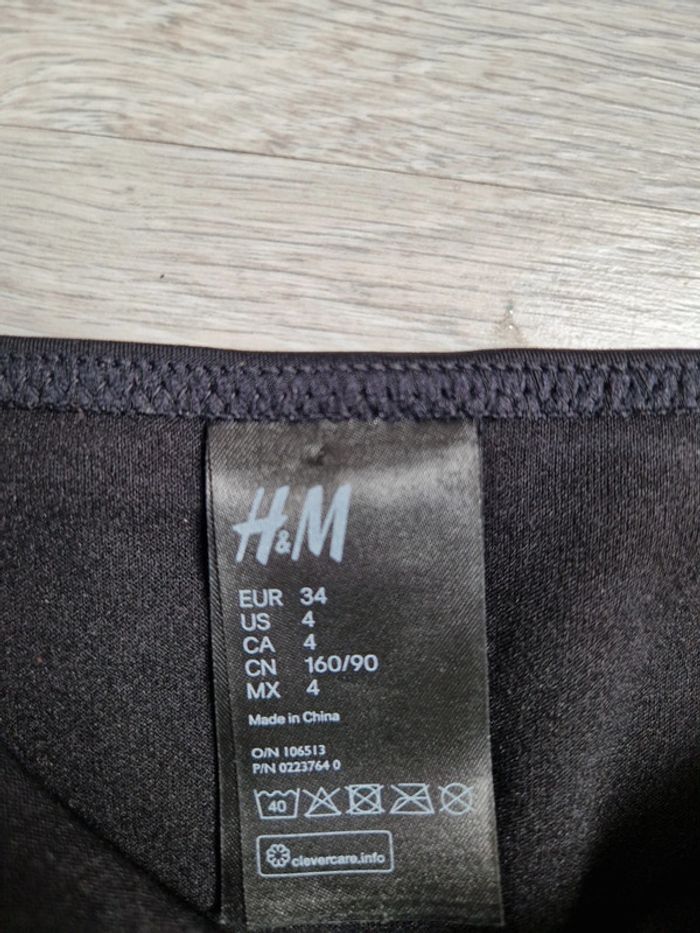 H&M
EUR 34
US 4
CA 4
CN 160/90
MX 4
Made in China
O/N 106513
P/N 0223764 0
40
clevercare.info